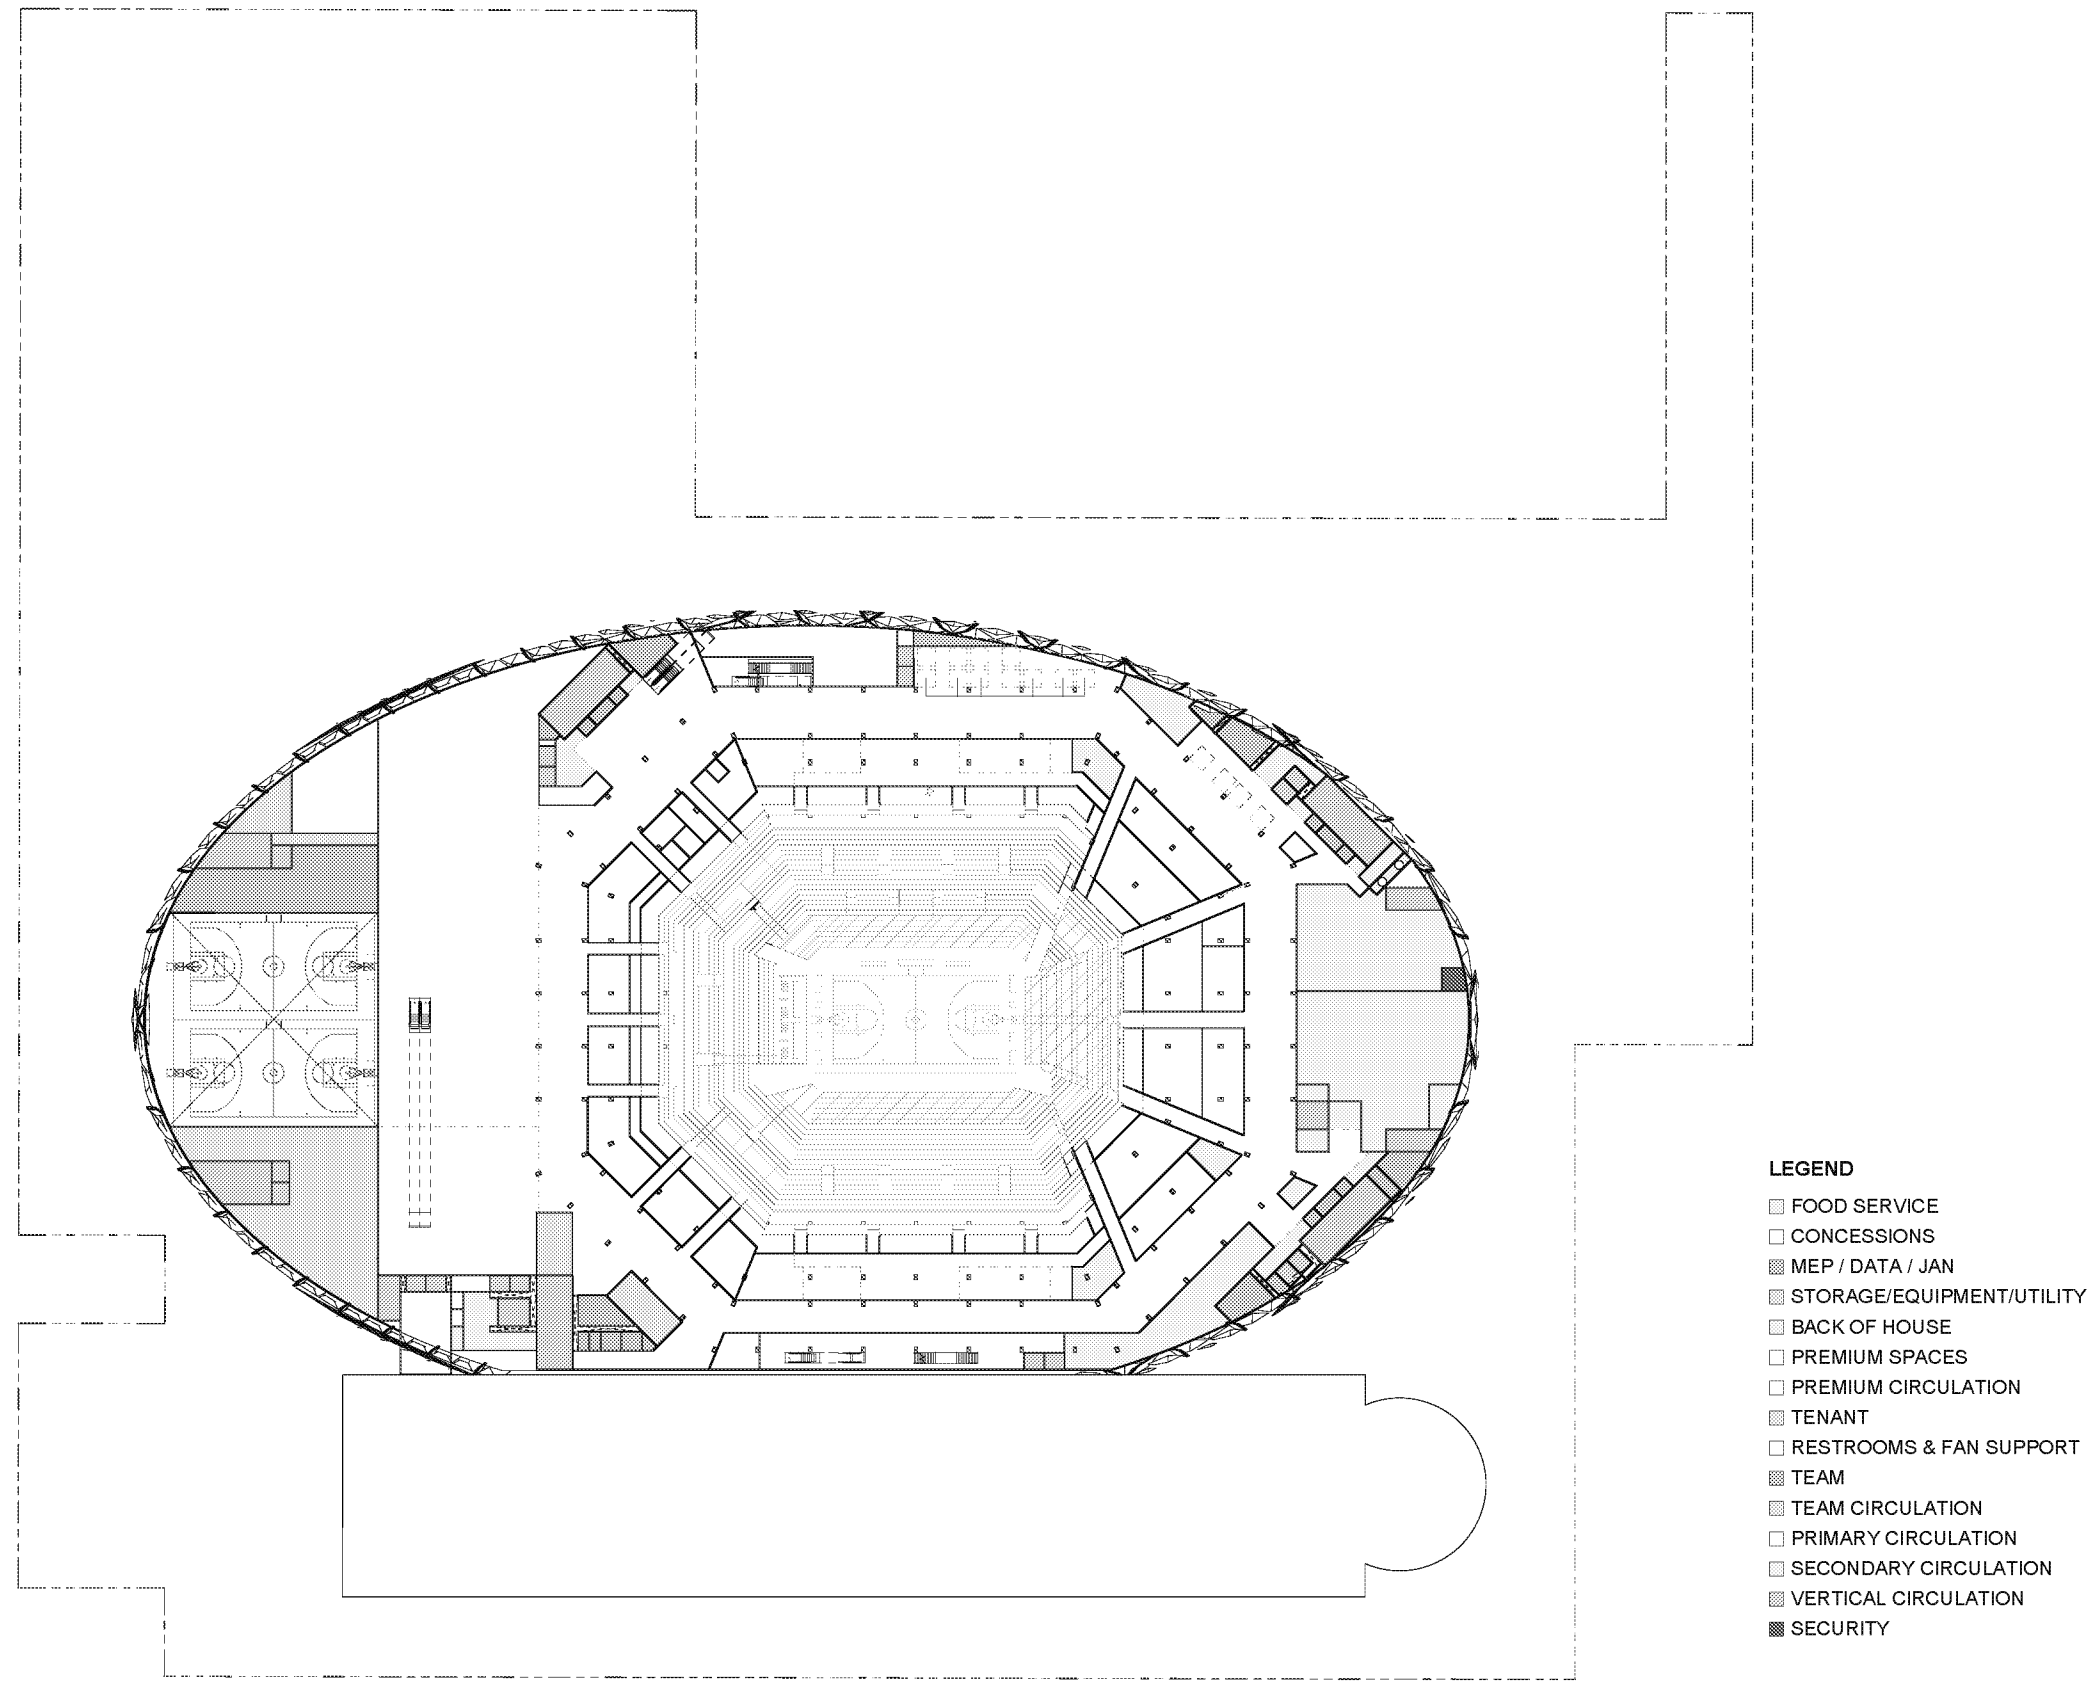 LEGEND
FOOD SERVICE
CONCESSIONS
MEP / DATA / JAN
STORAGE/EQUIPMENT/UTILITY
BACK OF HOUSE
PREMIUM SPACES
PREMIUM CIRCULATION
TENANT
RESTROOMS & FAN SUPPORT
TEAM
TEAM CIRCULATION
PRIMARY CIRCULATION
SECONDARY CIRCULATION
VERTICAL CIRCULATION
SECURITY